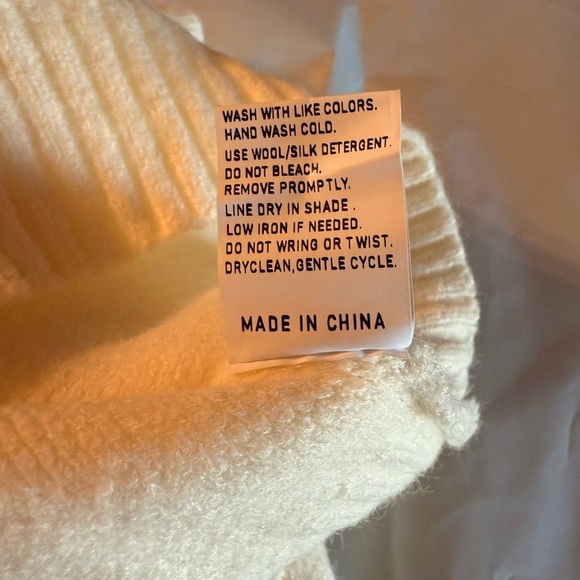 WASH WITH LIKE COLORS.
HAND WASH COLD.
USE WOOL/SILK DETERGENT.
DO NOT BLEACH.
REMOVE PROMPTLY.
LINE DRY IN SHADE .
LOW IRON IF NEEDED.
DO NOT WRING OR TWIST.
DRYCLEAN,GENTLE CYCLE.
MADE IN CHINA